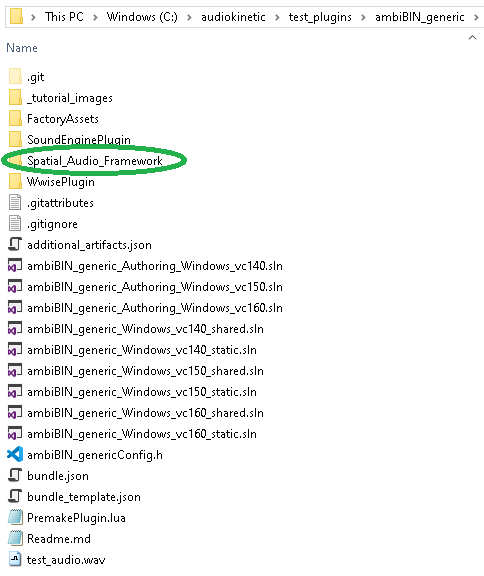 This PC > Windows (C:) > audiokinetic > test_plugins > ambiBIN_generic >
Name
.git
_tutorial_images
FactoryAssets
SoundEnginePlugin
Spatial_Audio_Framework
WwisePlugin
.gitattributes
.gitignore
additional_artifacts.json
ambiBIN_generic_Authoring_Windows_vc140.sln
ambiBIN_generic_Authoring_Windows_vc150.sln
ambiBIN_generic_Authoring_Windows_vc160.sln
ambiBIN_generic_Windows_vc140_shared.sln
ambiBIN_generic_Windows_vc140_static.sln
ambiBIN_generic_Windows_vc150_shared.sln
ambiBIN_generic_Windows_vc150_static.sln
ambiBIN_generic_Windows_vc160_shared.sln
ambiBIN_generic_Windows_vc160_static.sln
ambiBIN_genericConfig.h
bundle.json
bundle_template.json
PremakePlugin.lua
Readme.md
test_audio.wav